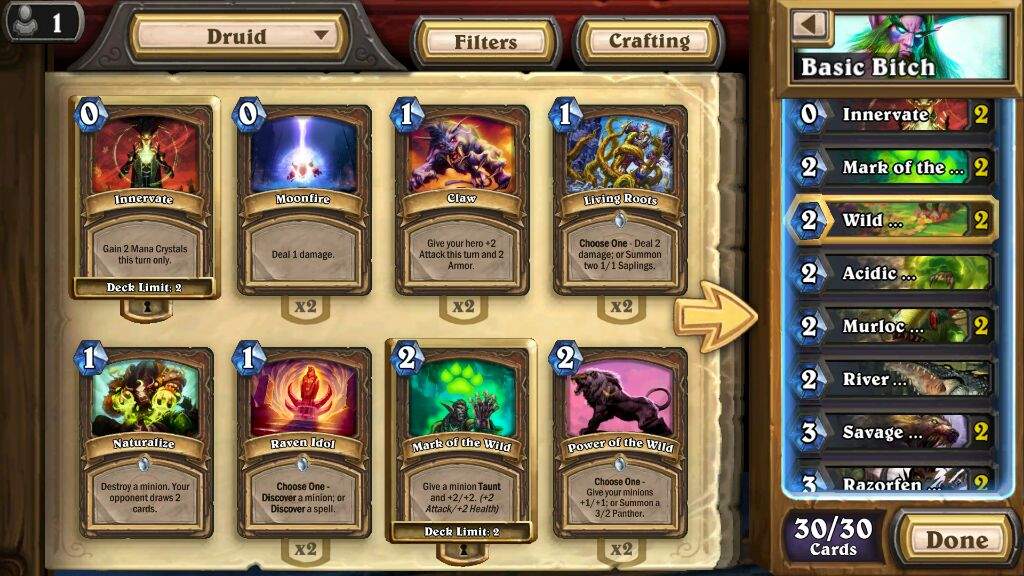 1
Druid
Filters
Crafting
Basic Bitch
0
Innervate
Gain 2 Mana Crystals
this turn only.
Deck Limit: 2
0
Moonfire
Deal 1 damage.
x2
1
Claw
Give your hero +2
Attack this turn and 2
Armor.
x2
1
Living Roots
Choose One - Deal 2
damage; or Summon
two 1/1 Saplings.
x2
1
Naturalize
Destroy a minion. Your
opponent draws 2
cards.
1
Raven Idol
Choose One -
Discover a minion; or
Discover a spell.
x2
2
Mark of the Wild
Give a minion Taunt
and +2/+2. (+2
Attack/+2 Health)
Deck Limit: 2
2
Power of the Wild
Choose One -
Give your minions
+1/+1; or Summon a
3/2 Panther.
x2
0 Innervate 2
2 Mark of the ... 2
2 Wild ... 2
2 Acidic ... 2
2 Murloc ... 2
2 River ...
3 Savage ... 2
3 Razorfen ... 2
30/30
Cards
Done